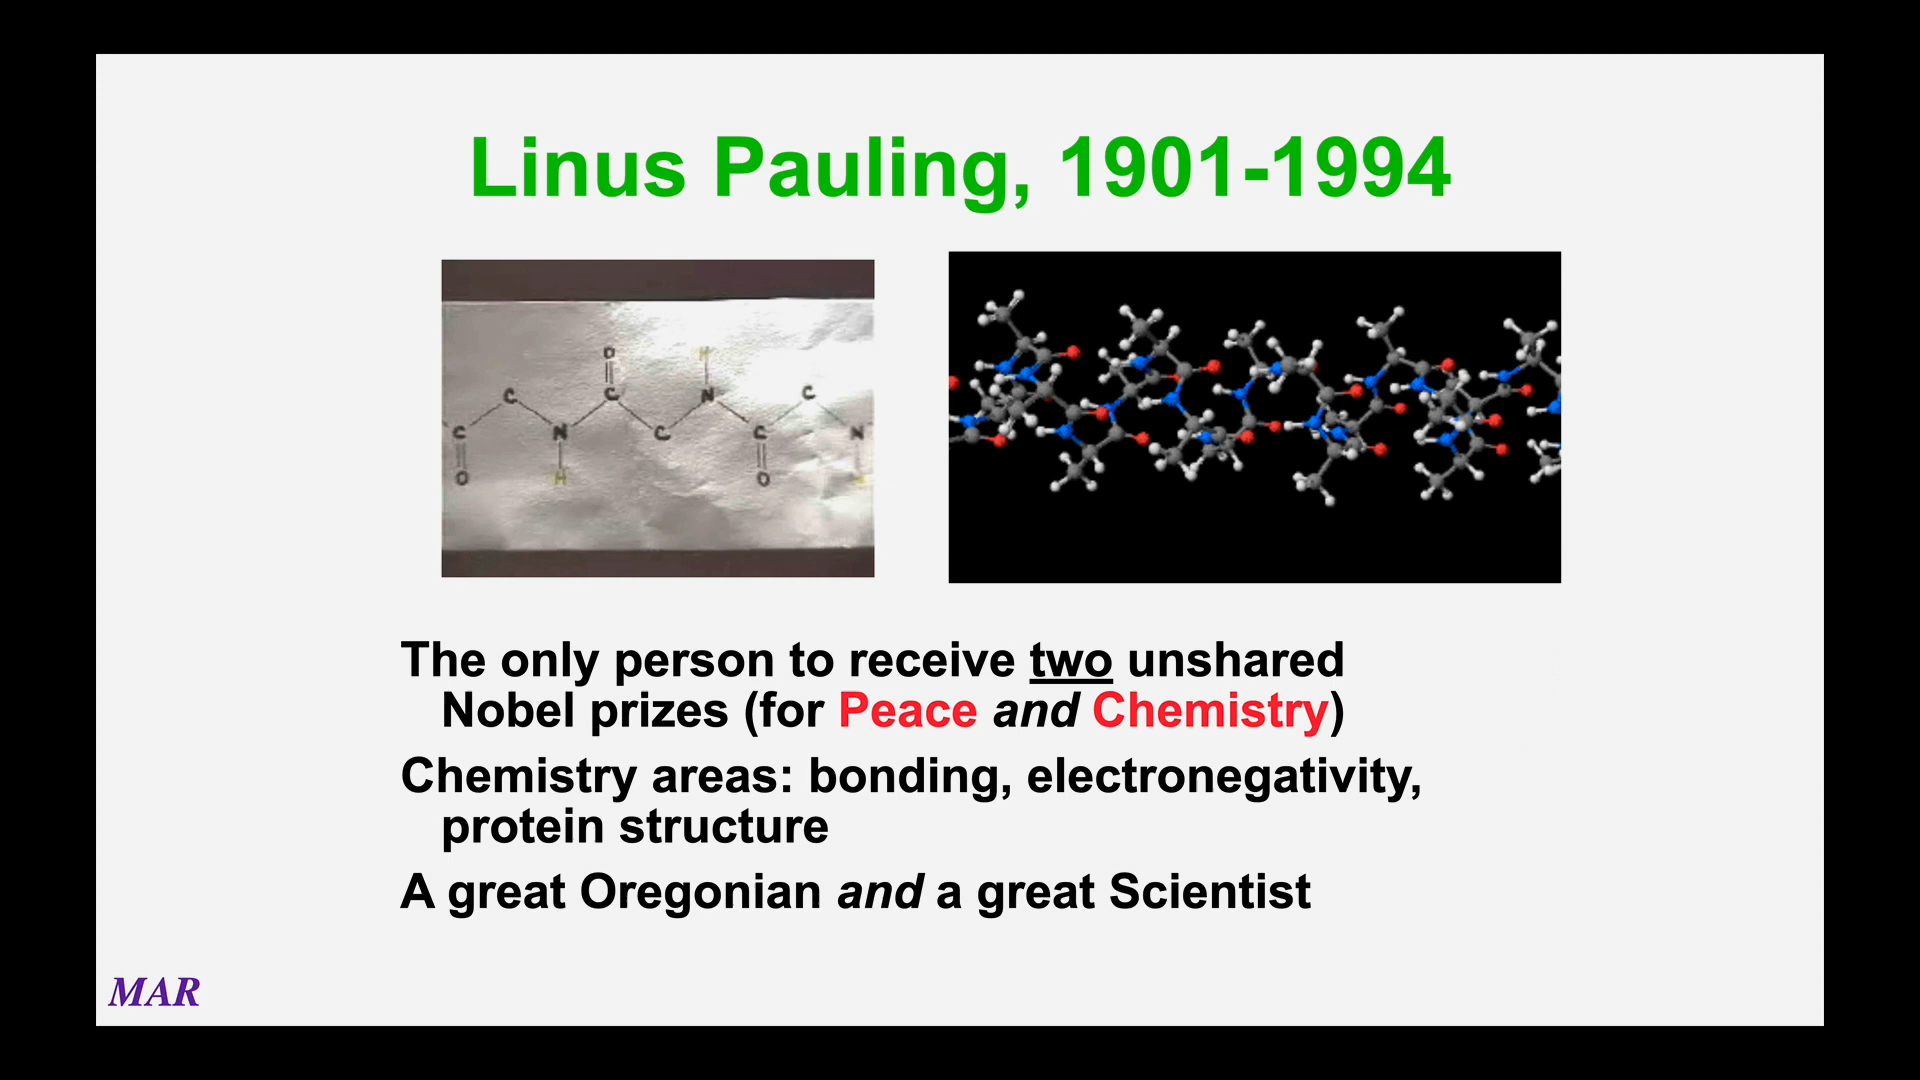 Linus Pauling, 1901-1994
O H
C N C C
C N C C N
O H O H
The only person to receive two unshared
Nobel prizes (for Peace and Chemistry)
Chemistry areas: bonding, electronegativity,
protein structure
A great Oregonian and a great Scientist
MAR